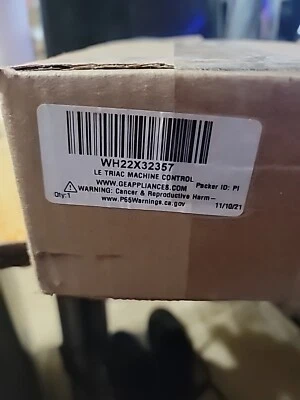 WH22X32357
LE TRIAC MACHINE CONTROL
WWW.GEAPPLIANCES.COM Packer ID: PI
WARNING: Cancer & Reproductive Harm-
Qty:1 www.P65Warnings.ca.gov 11/10/21